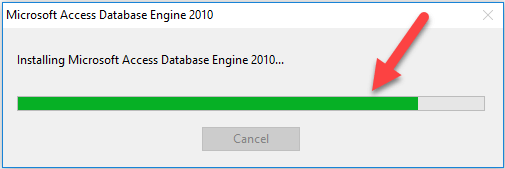 Microsoft Access Database Engine 2010
Installing Microsoft Access Database Engine 2010...
Cancel